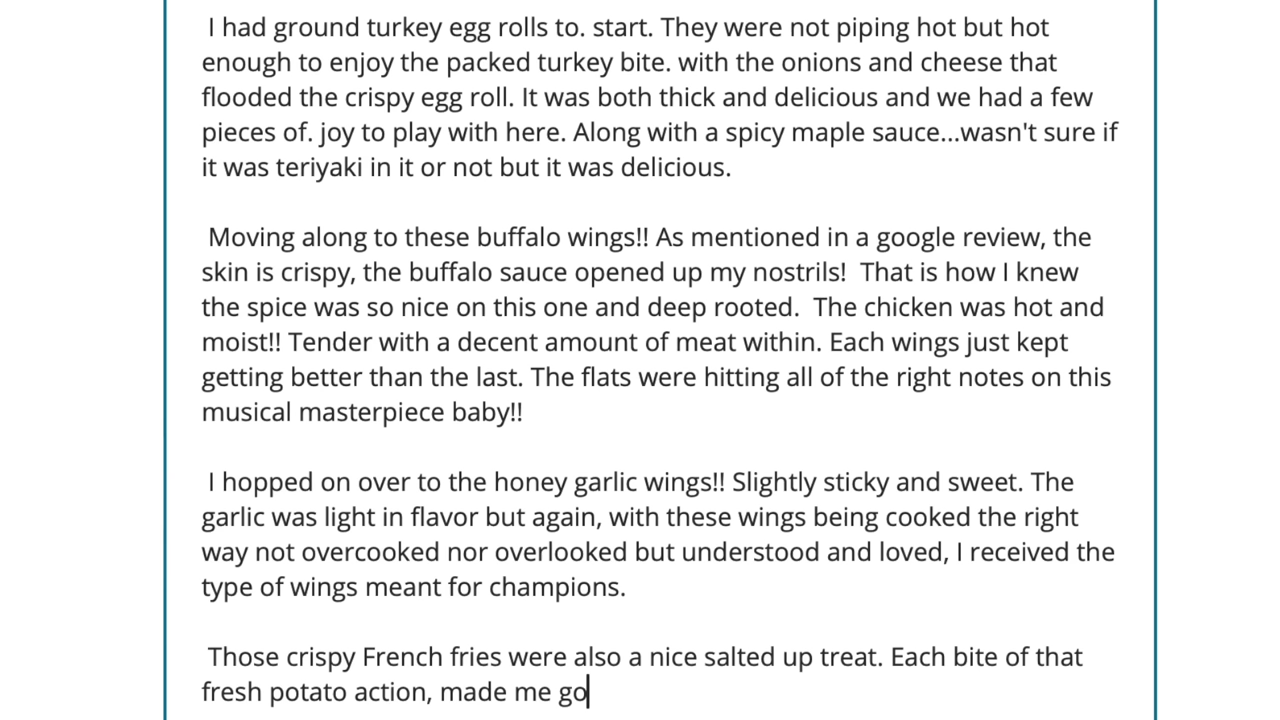 I had ground turkey egg rolls to. start. They were not piping hot but hot
enough to enjoy the packed turkey bite. with the onions and cheese that
flooded the crispy egg roll. It was both thick and delicious and we had a few
pieces of. joy to play with here. Along with a spicy maple sauce...wasn't sure if
it was teriyaki in it or not but it was delicious.
Moving along to these buffalo wings!! As mentioned in a google review, the
skin is crispy, the buffalo sauce opened up my nostrils!  That is how I knew
the spice was so nice on this one and deep rooted.  The chicken was hot and
moist!! Tender with a decent amount of meat within. Each wings just kept
getting better than the last. The flats were hitting all of the right notes on this
musical masterpiece baby!!
I hopped on over to the honey garlic wings!! Slightly sticky and sweet. The
garlic was light in flavor but again, with these wings being cooked the right
way not overcooked nor overlooked but understood and loved, I received the
type of wings meant for champions.
Those crispy French fries were also a nice salted up treat. Each bite of that
fresh potato action, made me go